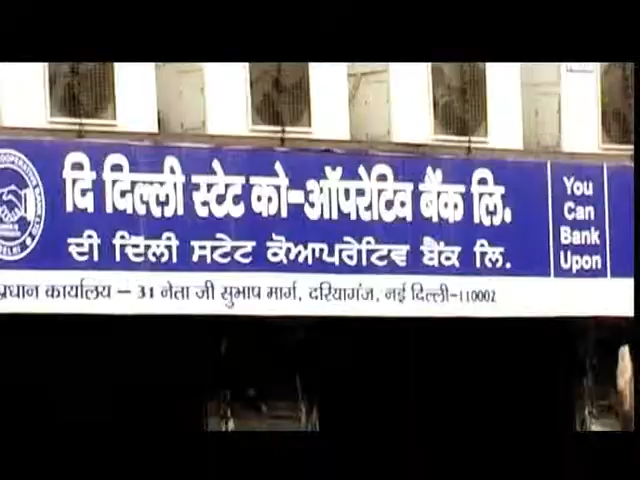 दि दिल्ली स्टेट को-ऑपरेटिव बैंक लि.
ਦੀ ਦਿੱਲੀ ਸਟੇਟ ਕੋਆਪਰੇਟਿਵ ਬੈਂਕ ਲਿ.
You
Can
Bank
Upon
प्रधान कार्यालय – 31 नेता जी सुभाष मार्ग, दरियागंज, नई दिल्ली-110002